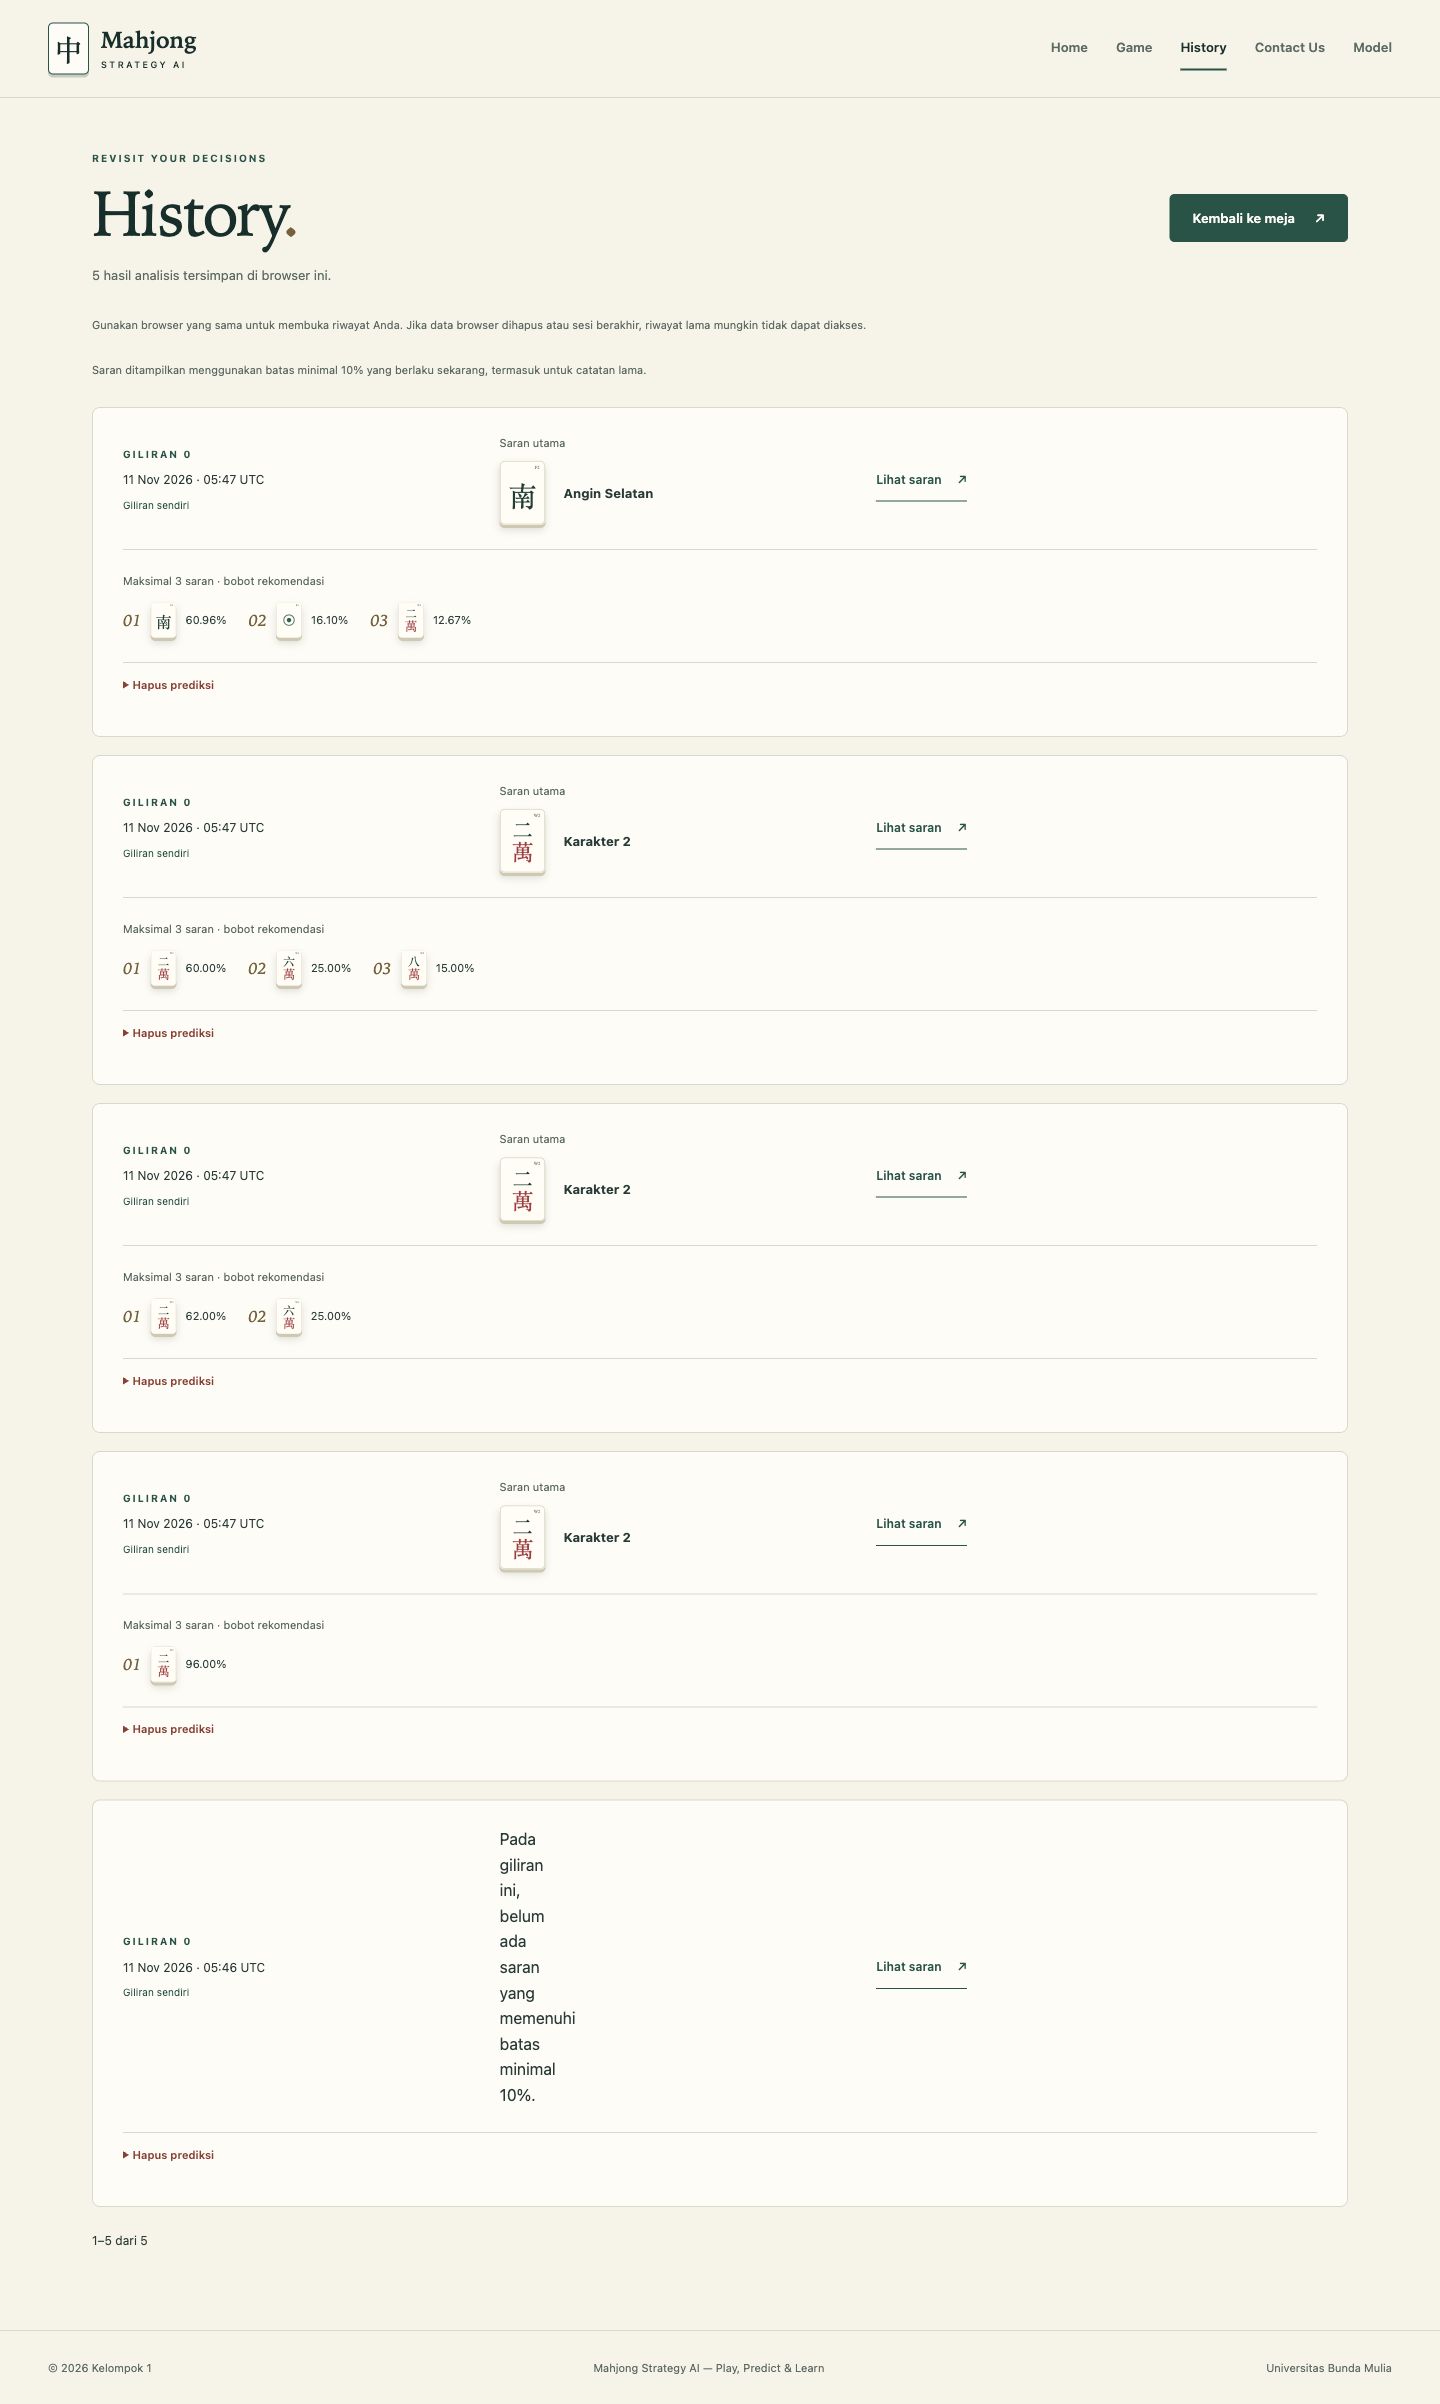 中
Mahjong
STRATEGY AI
Home
Game
History
Contact Us
Model
REVISIT YOUR DECISIONS
History.
5 hasil analisis tersimpan di browser ini.
Kembali ke meja
Gunakan browser yang sama untuk membuka riwayat Anda. Jika data browser dihapus atau sesi berakhir, riwayat lama mungkin tidak dapat diakses.
Saran ditampilkan menggunakan batas minimal 10% yang berlaku sekarang, termasuk untuk catatan lama.
GILIRAN 0
11 Nov 2026 · 05:47 UTC
Giliran sendiri
Saran utama
南
Angin Selatan
Lihat saran
Maksimal 3 saran · bobot rekomendasi
01 南 60.96% 02 16.10% 03 二萬 12.67%
Hapus prediksi
GILIRAN 0
11 Nov 2026 · 05:47 UTC
Giliran sendiri
Saran utama
W2
二
萬
Karakter 2
Lihat saran
Maksimal 3 saran · bobot rekomendasi
01 二萬 60.00% 02 六萬 25.00% 03 八萬 15.00%
Hapus prediksi
GILIRAN 0
11 Nov 2026 · 05:47 UTC
Giliran sendiri
Saran utama
W2
二
萬
Karakter 2
Lihat saran
Maksimal 3 saran · bobot rekomendasi
01 二萬 62.00% 02 六萬 25.00%
Hapus prediksi
GILIRAN 0
11 Nov 2026 · 05:47 UTC
Giliran sendiri
Saran utama
W2
二
萬
Karakter 2
Lihat saran
Maksimal 3 saran · bobot rekomendasi
01 二萬 96.00%
Hapus prediksi
GILIRAN 0
11 Nov 2026 · 05:46 UTC
Giliran sendiri
Pada
giliran
ini,
belum
ada
saran
yang
memenuhi
batas
minimal
10%.
Lihat saran
Hapus prediksi
1–5 dari 5
© 2026 Kelompok 1
Mahjong Strategy AI — Play, Predict & Learn
Universitas Bunda Mulia